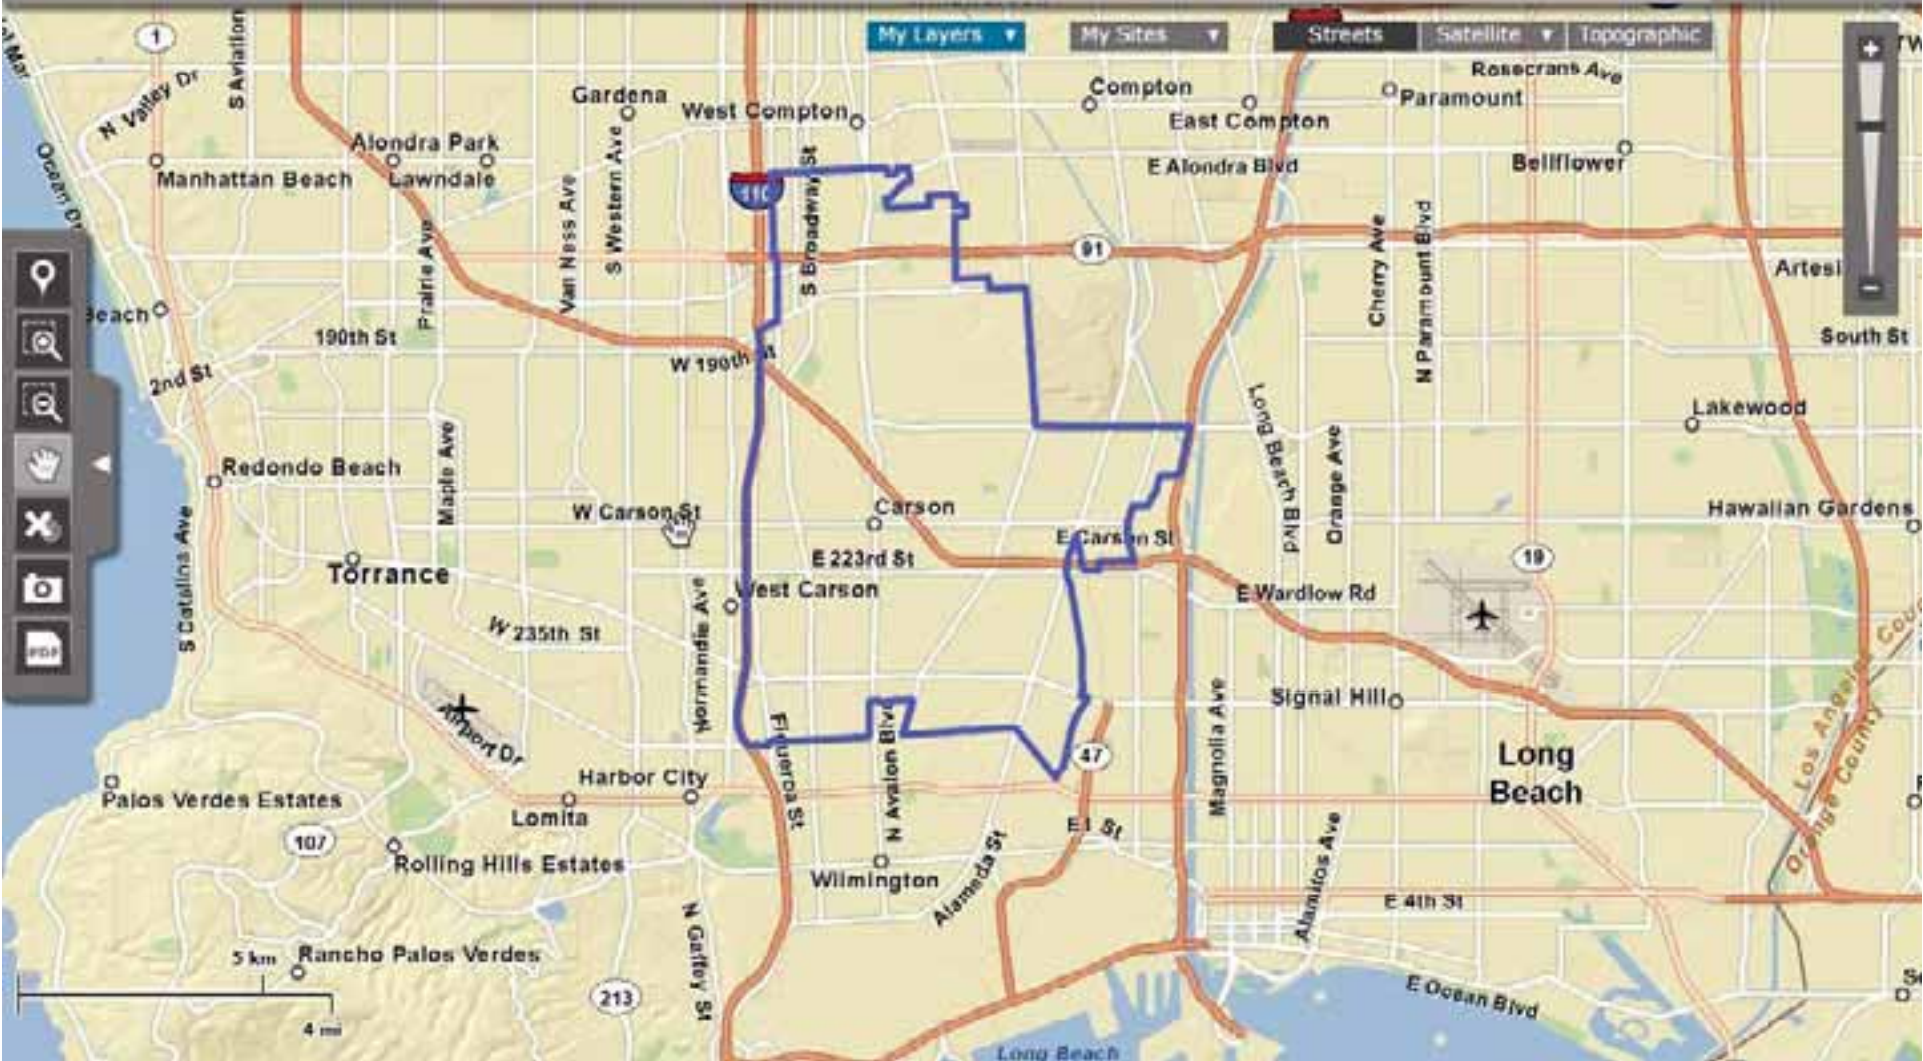 My Layers ▼
My Sites ▼
Streets
Satellite ▼
Topographic
1
S Aviation
N Valley Dr
Gardena
West Compton
Compton
East Compton
Rosecrans Ave
Paramount
Alondra Park
Lawndale
Manhattan Beach
Ocean Dr
E Alondra Blvd
Bellflower
110
S Broadway St
S Western Ave
Van Ness Ave
Prairie Ave
91
Cherry Ave
N Paramount Blvd
Artesi
Beach
190th St
W 190th St
2nd St
South St
Long Beach Blvd
Orange Ave
Lakewood
Maple Ave
Redondo Beach
W Carson St
Carson
E Carson St
Hawaiian Gardens
S Catalina Ave
Torrance
E 223rd St
West Carson
Normandie Ave
W 235th St
19
E Wardlow Rd
Signal Hill
Magnolia Ave
Airport Dr
Figueroa St
N Avalon Blvd
47
Long
Beach
Los Angeles Cou
Orange County
Harbor City
Palos Verdes Estates
Lomita
E I St
107
Rolling Hills Estates
Wilmington
Alameda St
Alamitos Ave
E 4th St
N Gaffey St
5 km
Rancho Palos Verdes
213
4 mi
E Ocean Blvd
Long Beach
PDF